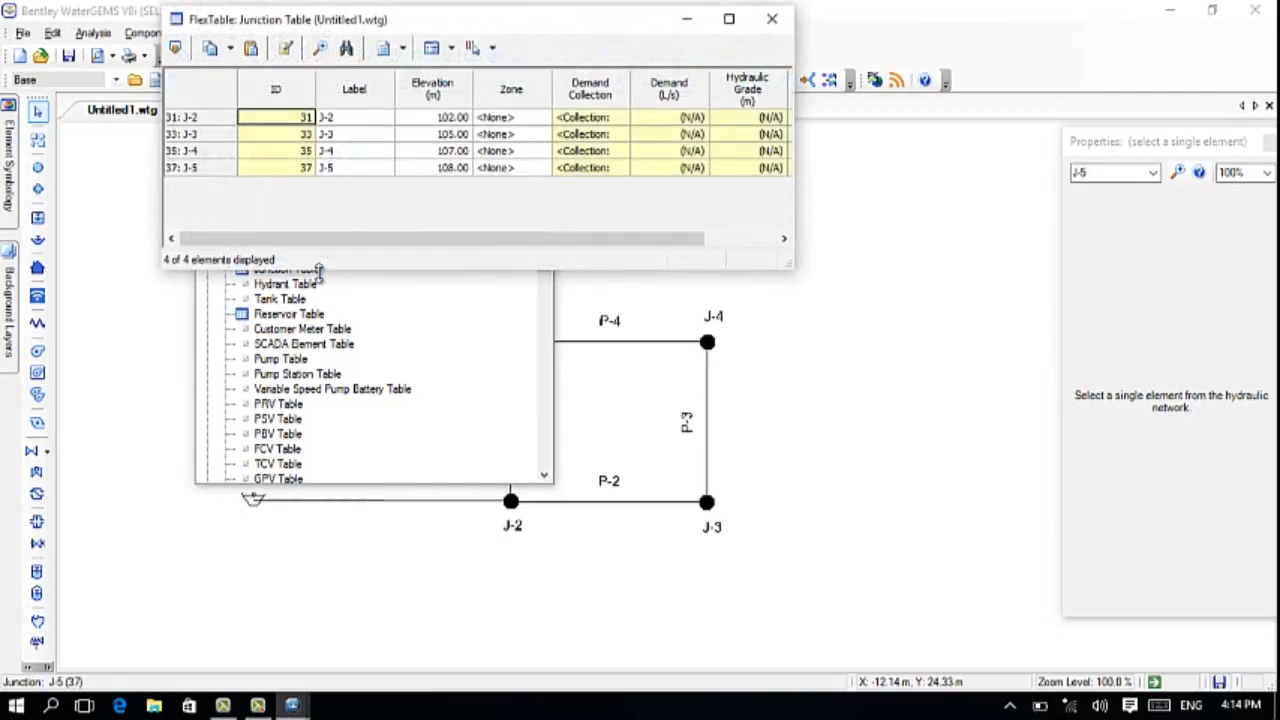 Bentley WaterGEMS V8i (SEL
FlexTable: Junction Table (Untitled1.wtg)
File Edit Analysis Compon
Base
Untitled1.wtg
ID Label Elevation (m) Zone Demand Collection Demand (L/s) Hydraulic Grade (m)
31: J-2 31 J-2 102.00 <None> <Collection: (N/A) (N/A)
33: J-3 33 J-3 105.00 <None> <Collection: (N/A) (N/A)
35: J-4 35 J-4 107.00 <None> <Collection: (N/A) (N/A)
37: J-5 37 J-5 108.00 <None> <Collection: (N/A) (N/A)
4 of 4 elements displayed
Junction Table
Hydrant Table
Tank Table
Reservoir Table
Customer Meter Table
SCADA Element Table
Pump Table
Pump Station Table
Variable Speed Pump Battery Table
PRV Table
PSV Table
PBV Table
FCV Table
TCV Table
GPV Table
Element Symbology
Background Layers
P-4
J-4
P-3
P-2
J-2
J-3
Properties: (select a single element)
J-5 100%
Select a single element from the hydraulic
network.
Junction: J-5 (37) X: -12.14 m, Y: 24.33 m Zoom Level: 100.0 %
ENG 4:14 PM